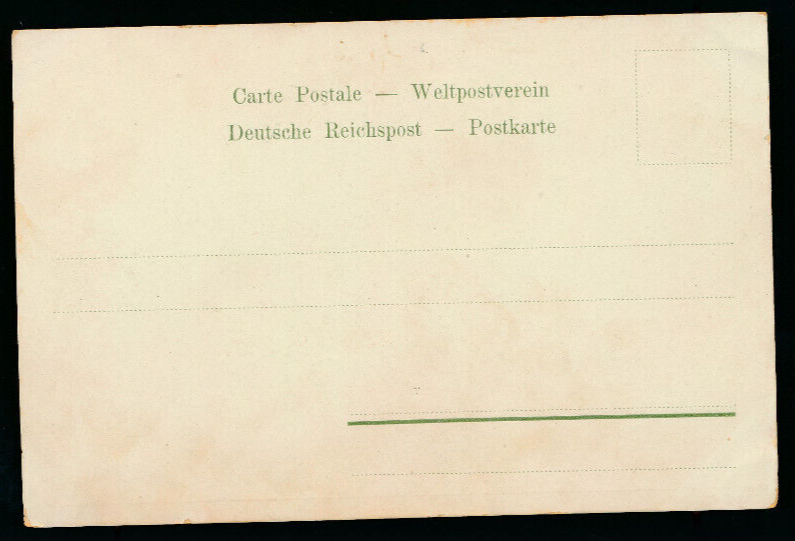 Carte Postale — Weltpostverein
Deutsche Reichspost — Postkarte